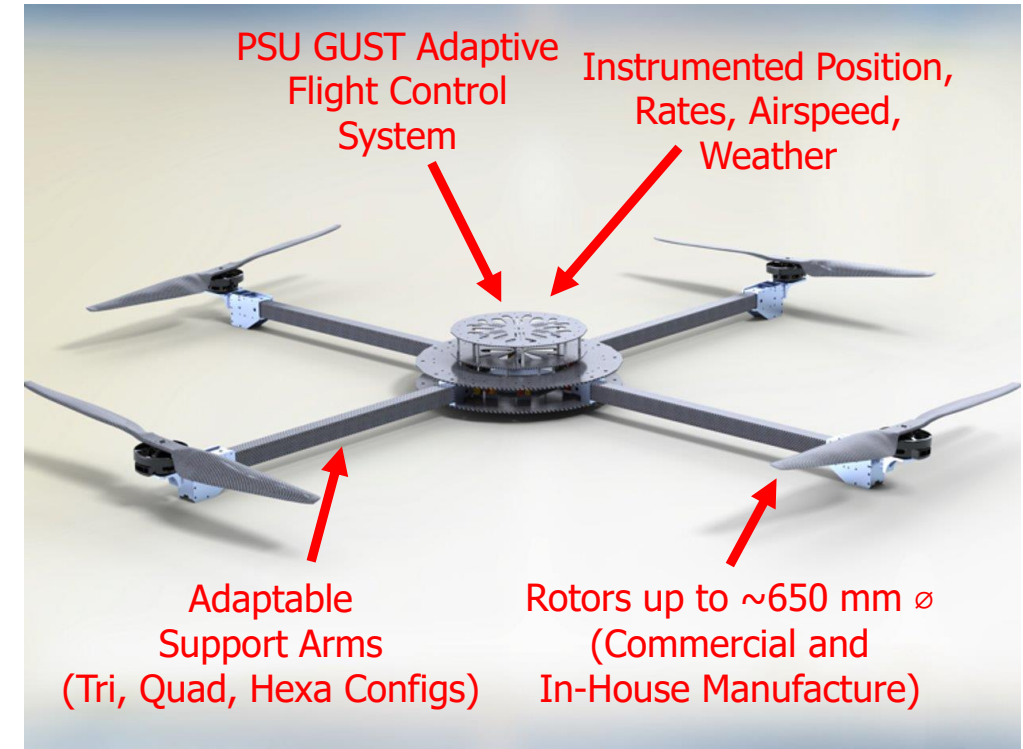 PSU GUST Adaptive
Flight Control
System
Instrumented Position,
Rates, Airspeed,
Weather
Adaptable
Support Arms
(Tri, Quad, Hexa Configs)
Rotors up to ~650 mm ⌀
(Commercial and
In-House Manufacture)